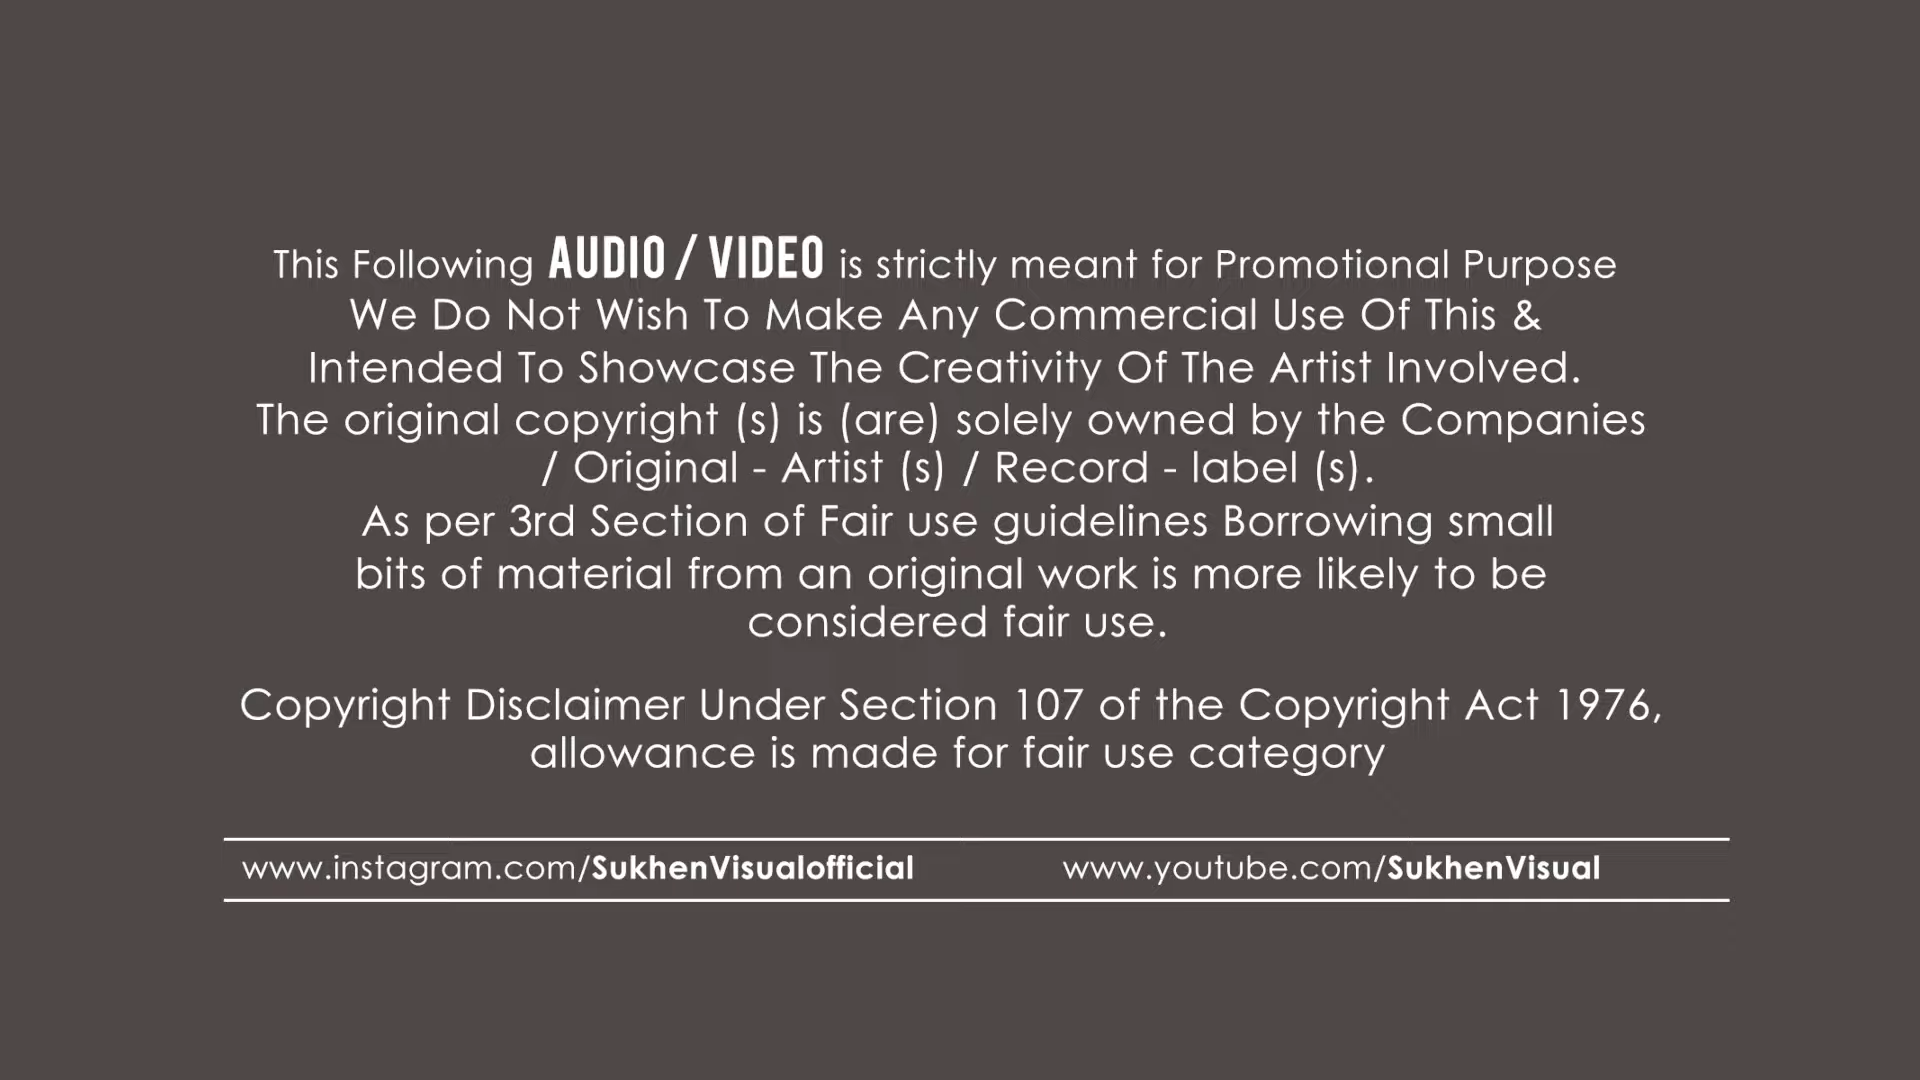 This Following AUDIO / VIDEO is strictly meant for Promotional Purpose
We Do Not Wish To Make Any Commercial Use Of This &
Intended To Showcase The Creativity Of The Artist Involved.
The original copyright (s) is (are) solely owned by the Companies
/ Original - Artist (s) / Record - label (s).
As per 3rd Section of Fair use guidelines Borrowing small
bits of material from an original work is more likely to be
considered fair use.
Copyright Disclaimer Under Section 107 of the Copyright Act 1976,
allowance is made for fair use category
www.instagram.com/SukhenVisualofficial www.youtube.com/SukhenVisual